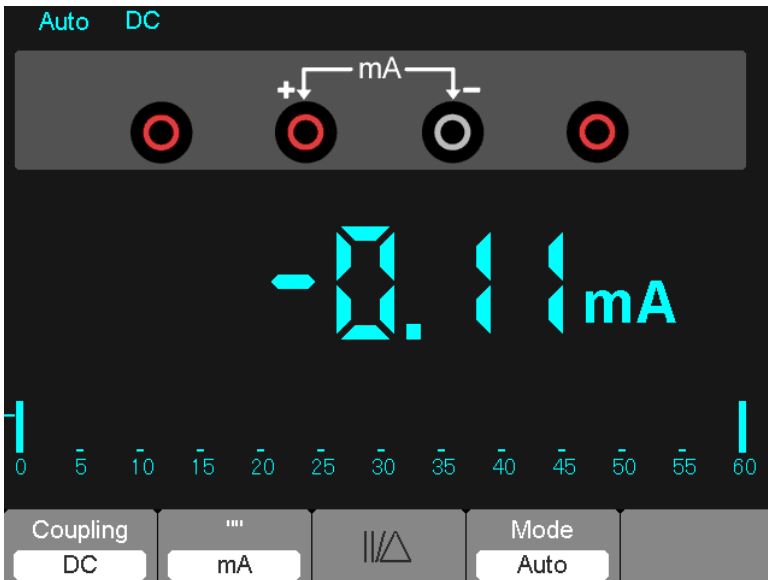 Auto DC
+ mA -
-0.11 mA
0 5 10 15 20 25 30 35 40 45 50 55 60
Coupling """ ||/△ Mode
DC mA Auto